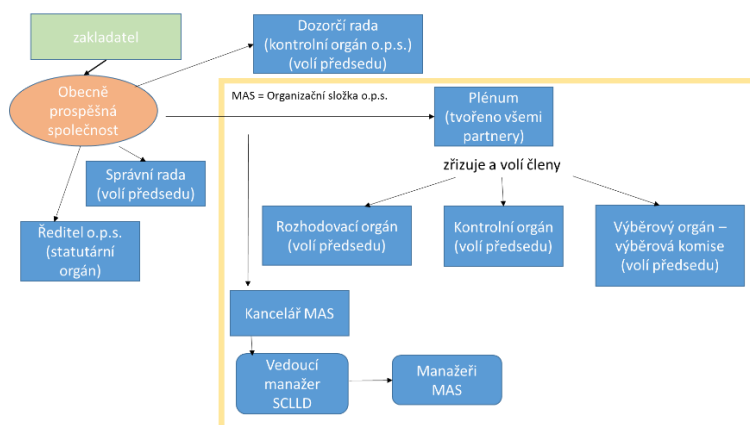 zakladatel
Dozorčí rada
(kontrolní orgán o.p.s.)
(volí předsedu)
Obecně
prospěšná
společnost
MAS = Organizační složka o.p.s.
Plénum
(tvořeno všemi
partnery)
zřizuje a volí členy
Správní rada
(volí předsedu)
Ředitel o.p.s.
(statutární
orgán)
Rozhodovací orgán
(volí předsedu)
Kontrolní orgán
(volí předsedu)
Výběrový orgán –
výběrová komise
(volí předsedu)
Kancelář MAS
Vedoucí
manažer
SCLLD
Manažeři
MAS